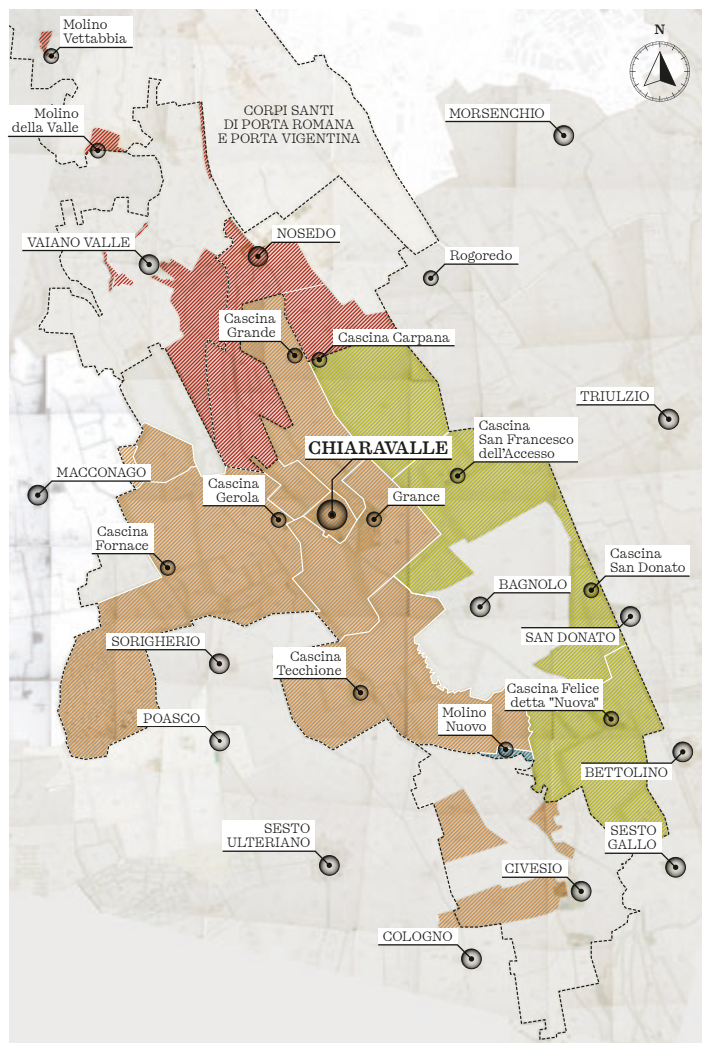 Molino
Vettabbia
N
Molino
della Valle
CORPI SANTI
DI PORTA ROMANA
E PORTA VIGENTINA
MORSENCHIO
NOSEDO
VAIANO VALLE
Rogoredo
Cascina
Grande
Cascina Carpana
TRIULZIO
Cascina
San Francesco
dell'Accesso
CHIARAVALLE
MACCONAGO
Cascina
Gerola
Grance
Cascina
Fornace
Cascina
San Donato
BAGNOLO
SAN DONATO
SORIGHERIO
Cascina
Tecchione
Cascina Felice
detta "Nuova"
Molino
Nuovo
POASCO
BETTOLINO
SESTO
ULTERIANO
SESTO
GALLO
CIVESIO
COLOGNO